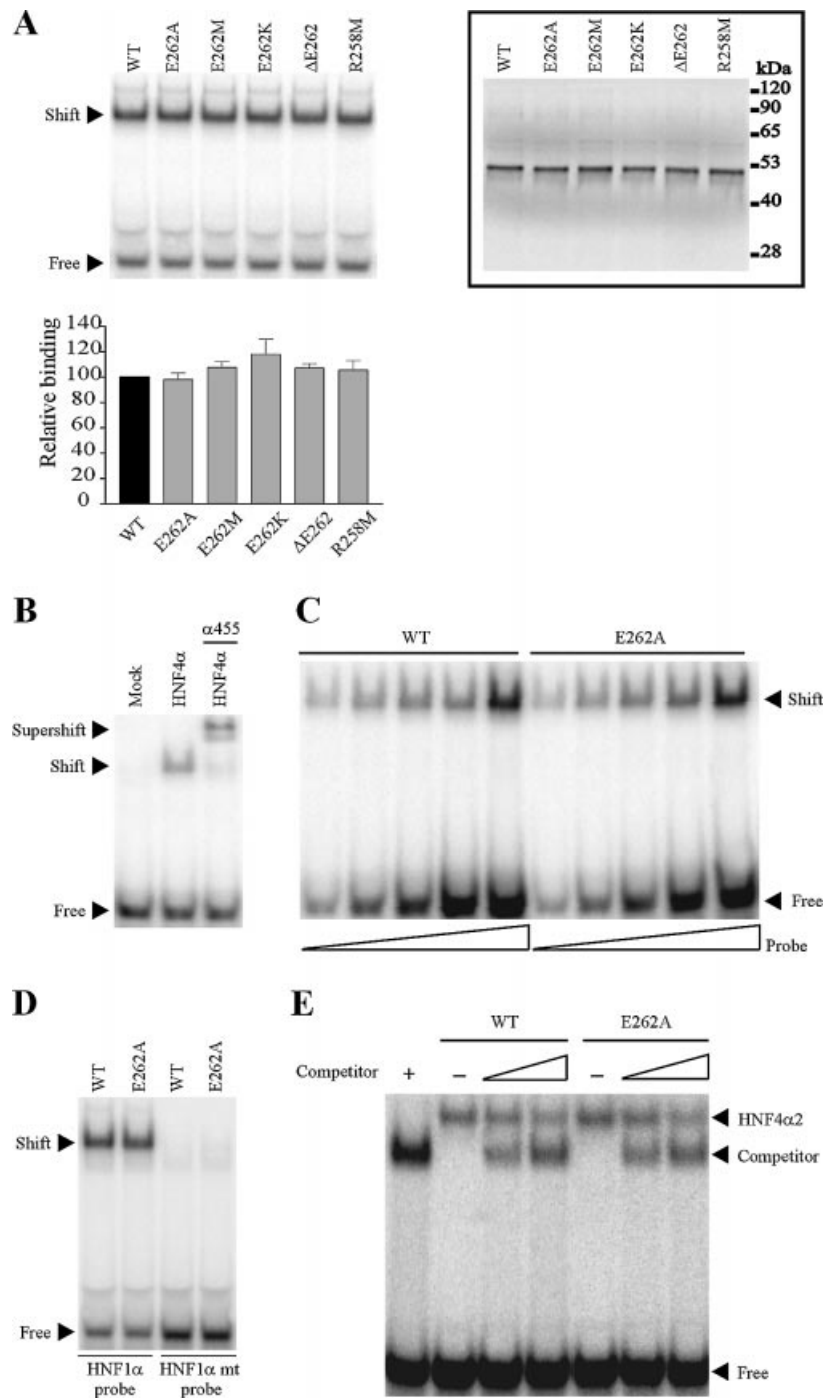 A
WT E262A E262M E262K ΔE262 R258M
Shift
Free
WT E262A E262M E262K ΔE262 R258M
kDa
120
90
65
53
40
28
Relative binding
140
120
100
80
60
40
20
0
WT E262A E262M E262K ΔE262 R258M
B
α455
Mock HNF4α HNF4α
Supershift
Shift
Free
C
WT E262A
Shift
Free
Probe
D
WT E262A WT E262A
Shift
Free
HNF1α probe
HNF1α mt probe
E
WT E262A
Competitor + − −
HNF4α2
Competitor
Free